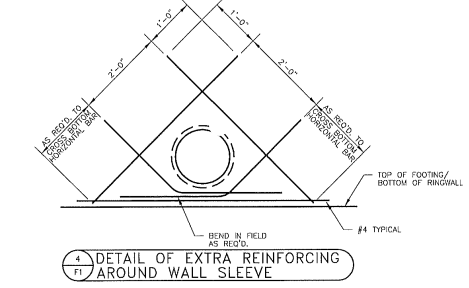 1'-0"
1'-0"
2'-0"
2'-0"
AS REQ'D. TO
CROSS BOTTOM
HORIZONTAL BAR
AS REQ'D. TO
CROSS BOTTOM
HORIZONTAL BAR
TOP OF FOOTING/
BOTTOM OF RINGWALL
#4 TYPICAL
BEND IN FIELD
AS REQ'D.
4
F1
DETAIL OF EXTRA REINFORCING
AROUND WALL SLEEVE